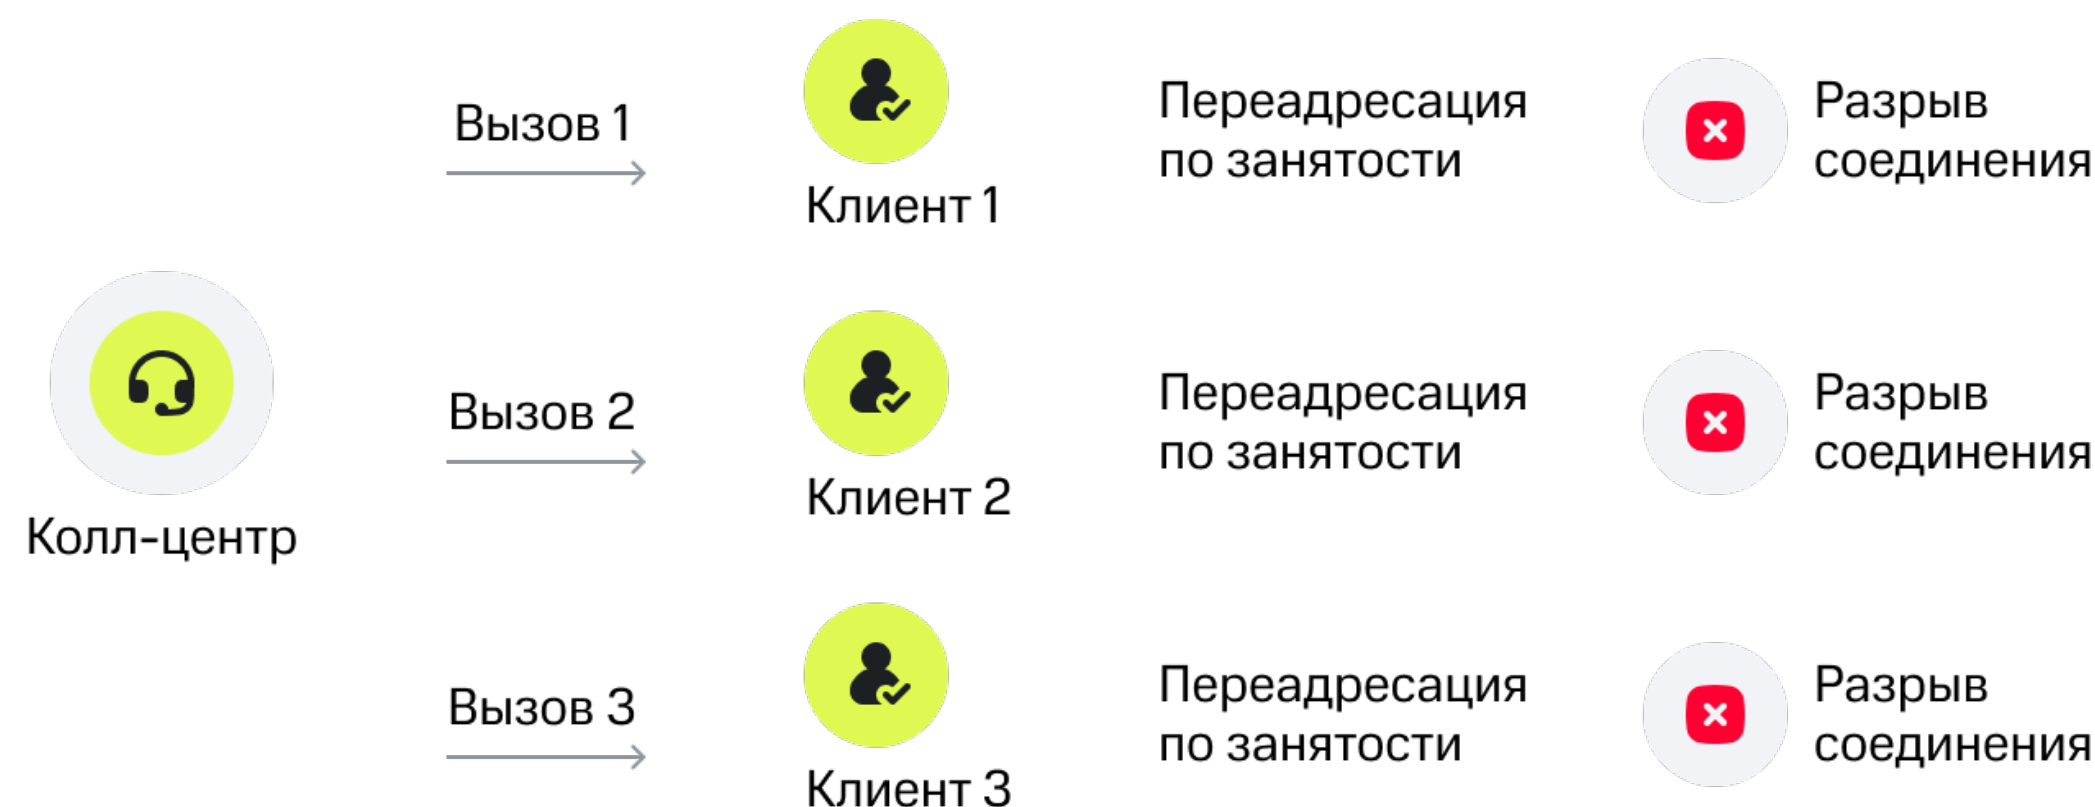 Вызов 1
Клиент 1
Переадресация
по занятости
Разрыв
соединения
Колл-центр
Вызов 2
Клиент 2
Переадресация
по занятости
Разрыв
соединения
Вызов 3
Клиент 3
Переадресация
по занятости
Разрыв
соединения